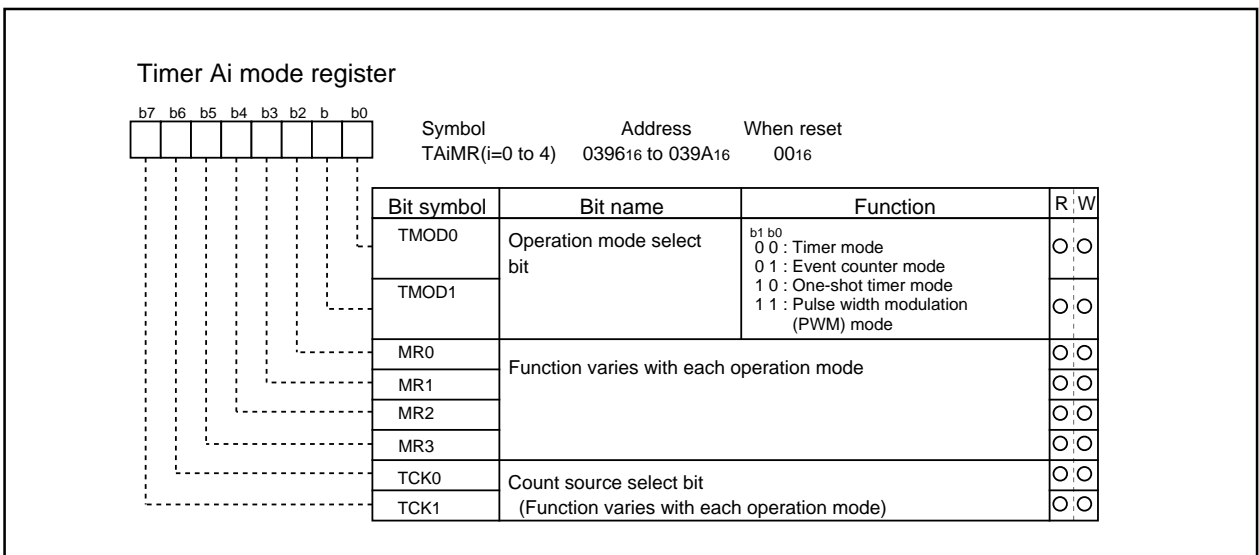 Timer Ai mode register
b7 b6 b5 b4 b3 b2 b b0
Symbol Address When reset
TAiMR(i=0 to 4) 039616 to 039A16 0016
Bit symbol Bit name Function R W
TMOD0 Operation mode select bit
b1 b0
0 0 : Timer mode
0 1 : Event counter mode
1 0 : One-shot timer mode
1 1 : Pulse width modulation
(PWM) mode
TMOD1
MR0
Function varies with each operation mode
MR1
MR2
MR3
TCK0
Count source select bit
(Function varies with each operation mode)
TCK1